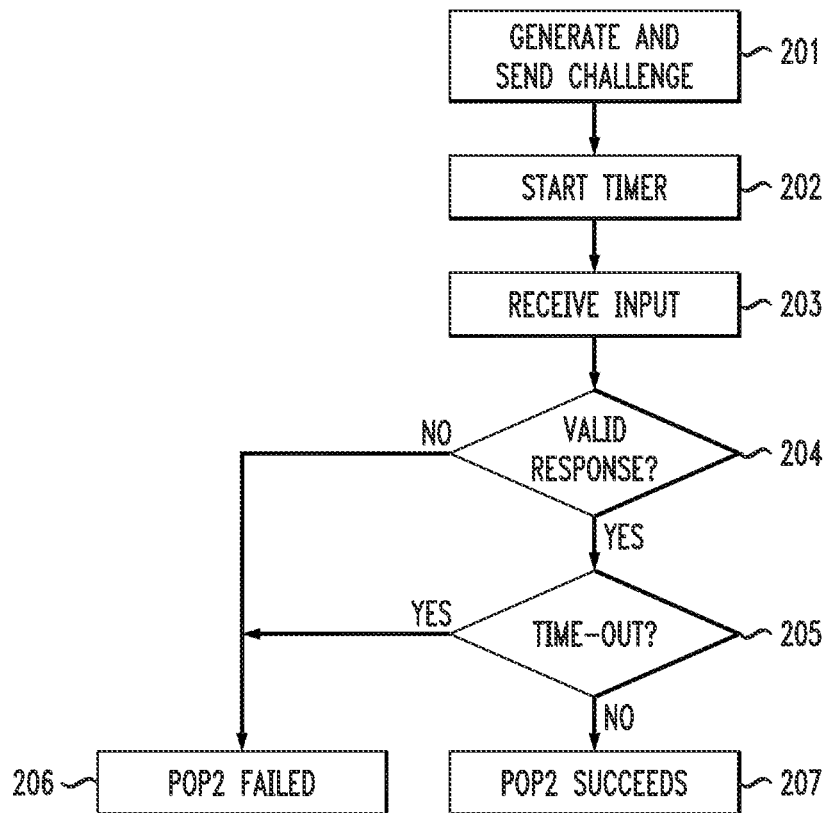 GENERATE AND
SEND CHALLENGE
201
START TIMER
202
RECEIVE INPUT
203
NO
VALID
RESPONSE?
204
YES
YES
TIME-OUT?
205
NO
206
POP2 FAILED
POP2 SUCCEEDS
207